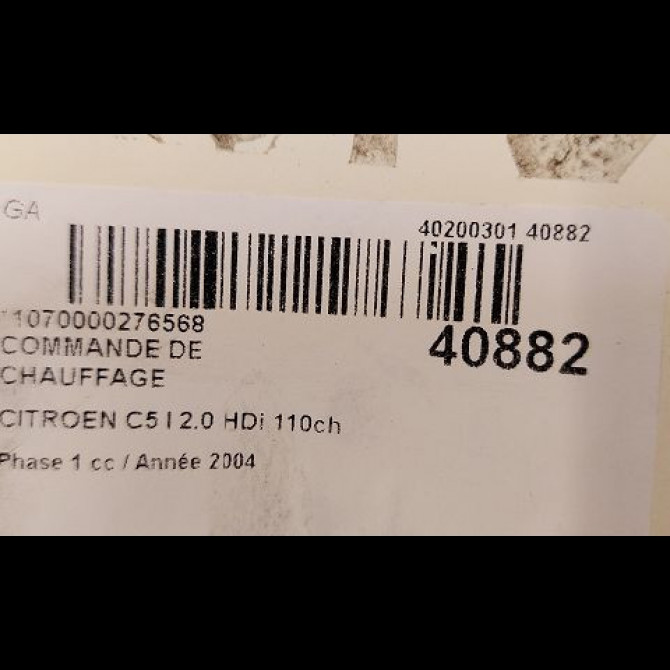 GA
40200301 40882
*1070000276568
40882
COMMANDE DE
CHAUFFAGE
CITROEN C5 I 2.0 HDi 110ch
Phase 1 cc / Année 2004